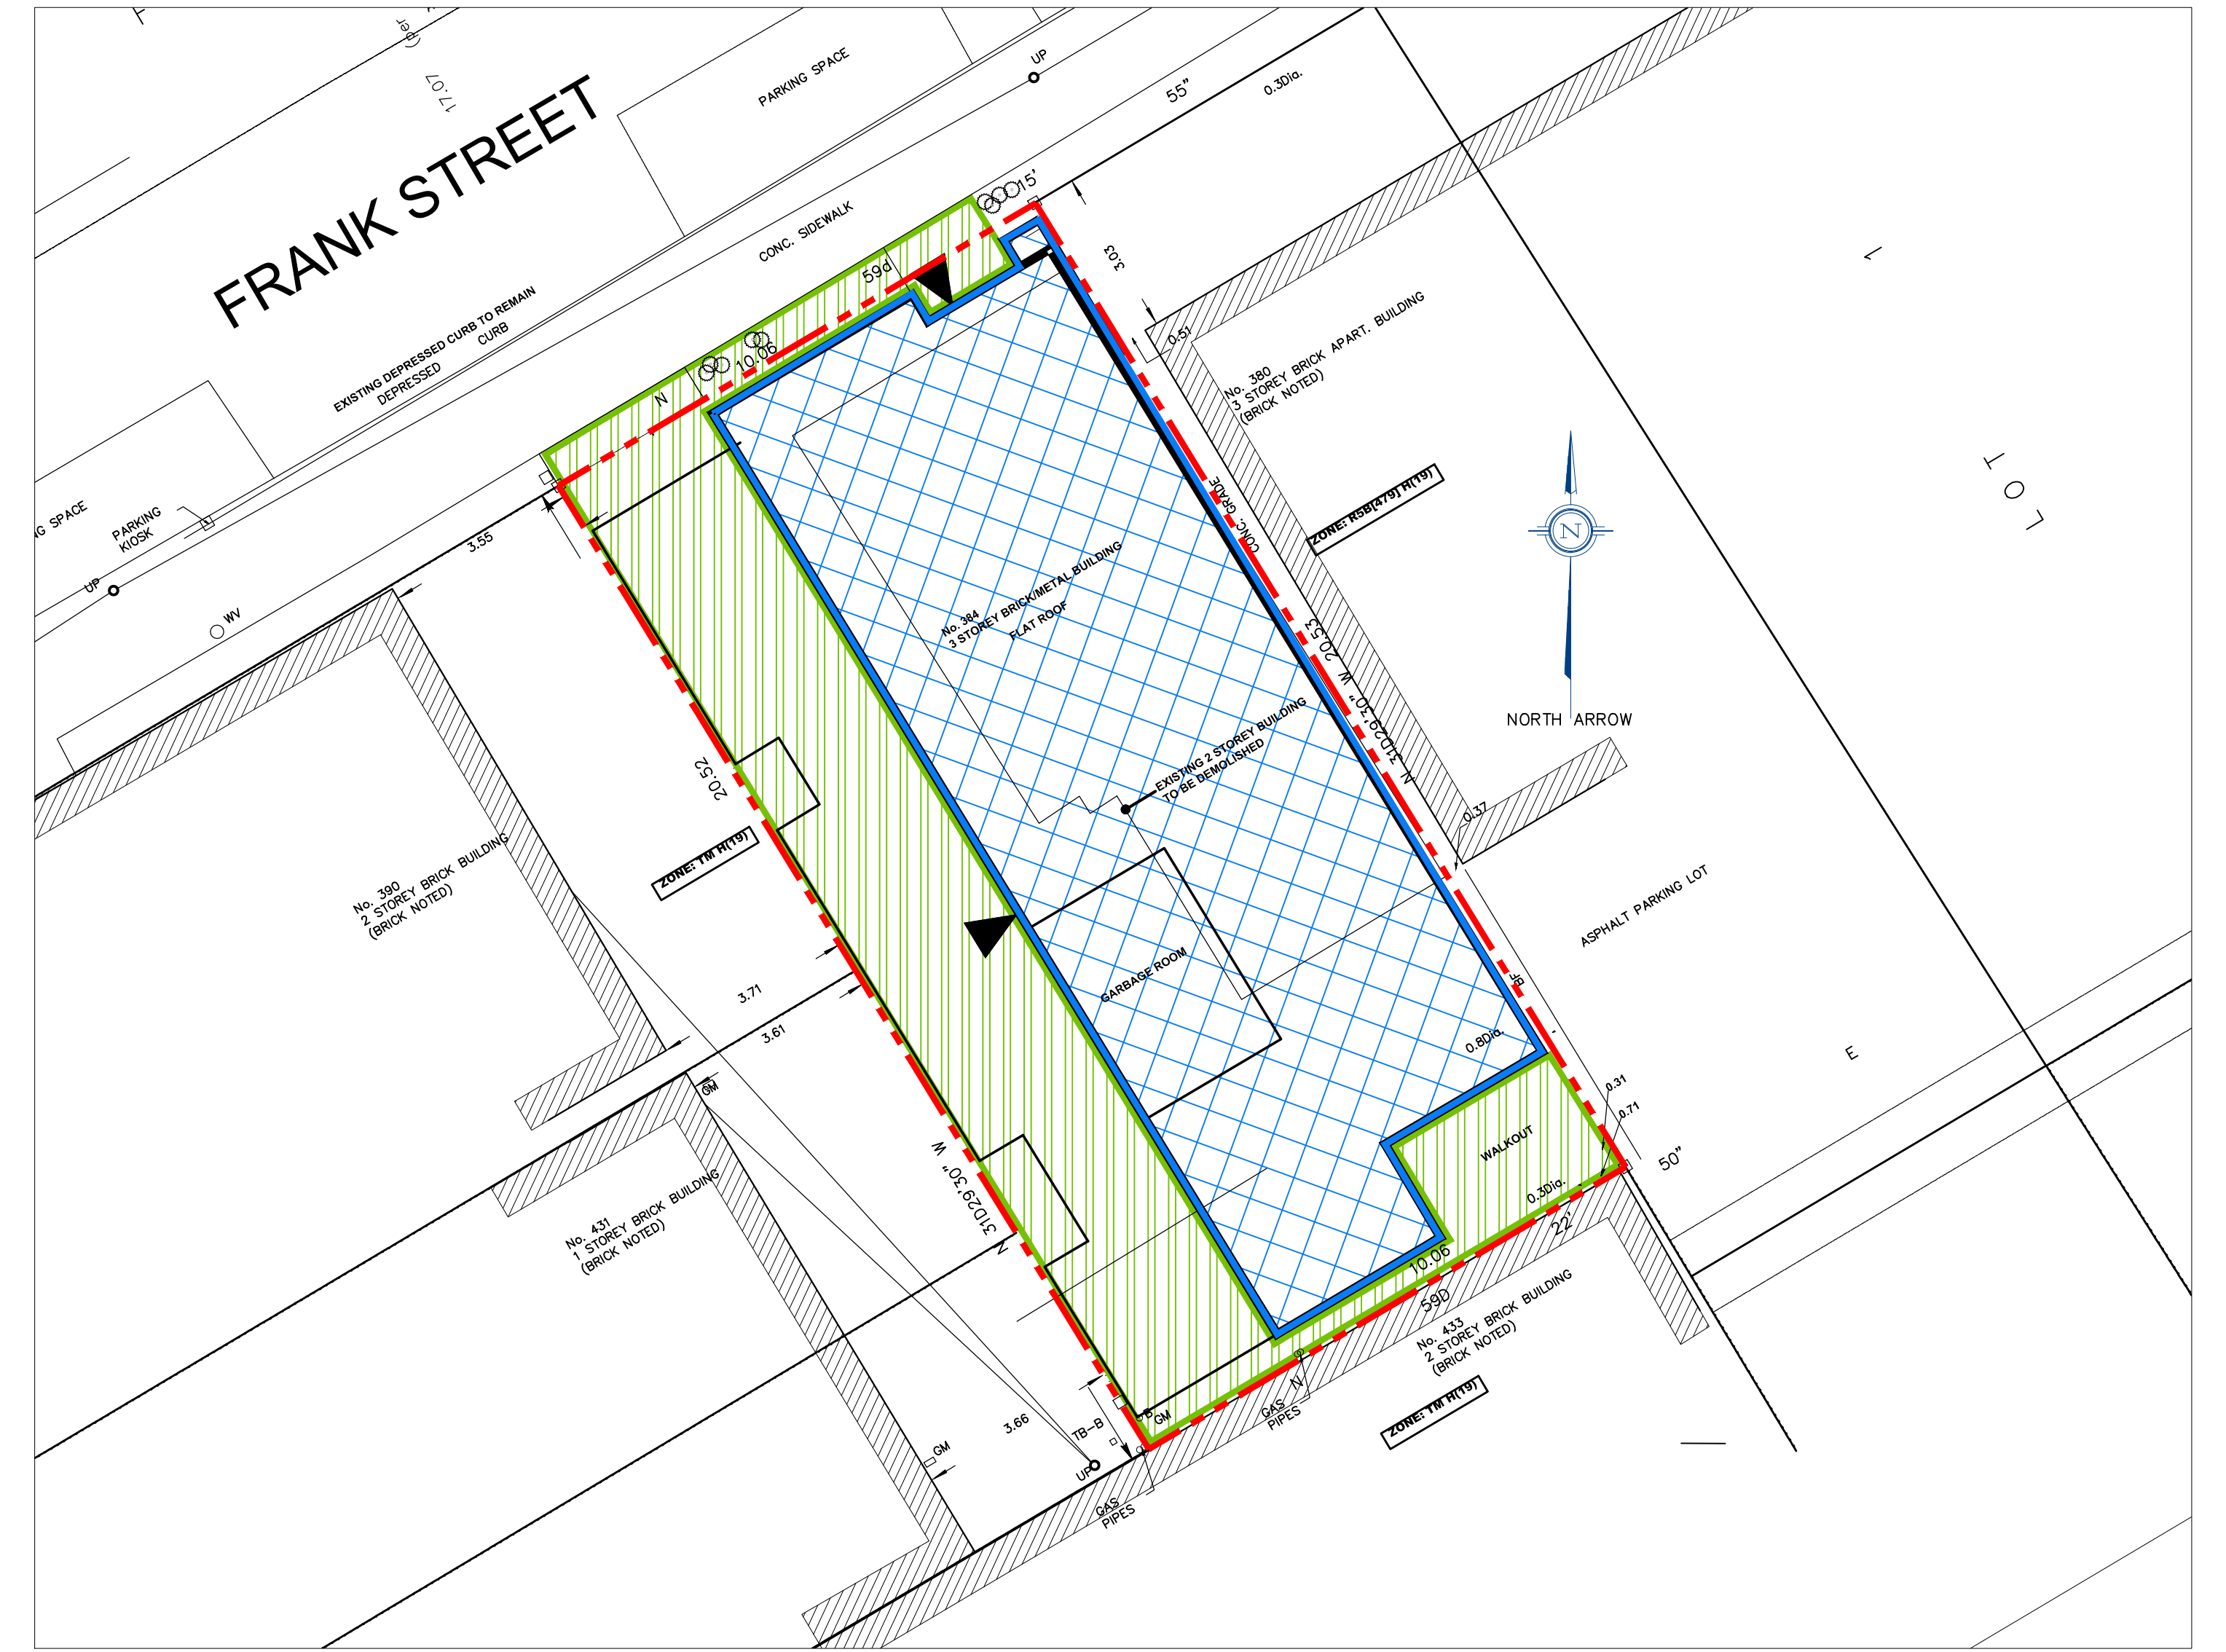 (per
17.07
FRANK STREET
PARKING SPACE
UP
55"
0.3Dia.
15'
CONC. SIDEWALK
59d
10.06
N
EXISTING DEPRESSED CURB TO REMAIN
CURB
DEPRESSED
3.03
0.51
No. 380
3 STOREY BRICK APART. BUILDING
(BRICK NOTED)
1
LOT
NG SPACE
PARKING
KIOSK
UP
WV
3.55
CONC. GRADE
ZONE: R5B[479] H(19)
N
NORTH ARROW
No. 384
3 STOREY BRICK/METAL BUILDING
FLAT ROOF
N 31D29'30" W 20.53
EXISTING 2 STOREY BUILDING
TO BE DEMOLISHED
20.52
ZONE: TM H(19)
0.37
No. 390
2 STOREY BRICK BUILDING
(BRICK NOTED)
ASPHALT PARKING LOT
GARBAGE ROOM
BF
3.71
3.61
0.8Dia.
E
GM
0.31
0.71
WALKOUT
50"
N 31D29'30" W
0.3Dia.
22'
No. 431
1 STOREY BRICK BUILDING
(BRICK NOTED)
10.06
59D
No. 433
2 STOREY BRICK BUILDING
(BRICK NOTED)
N
ZONE: TM H(19)
GAS
PIPES
3.66
TB-B
B
GM
GM
UP
GAS
PIPES